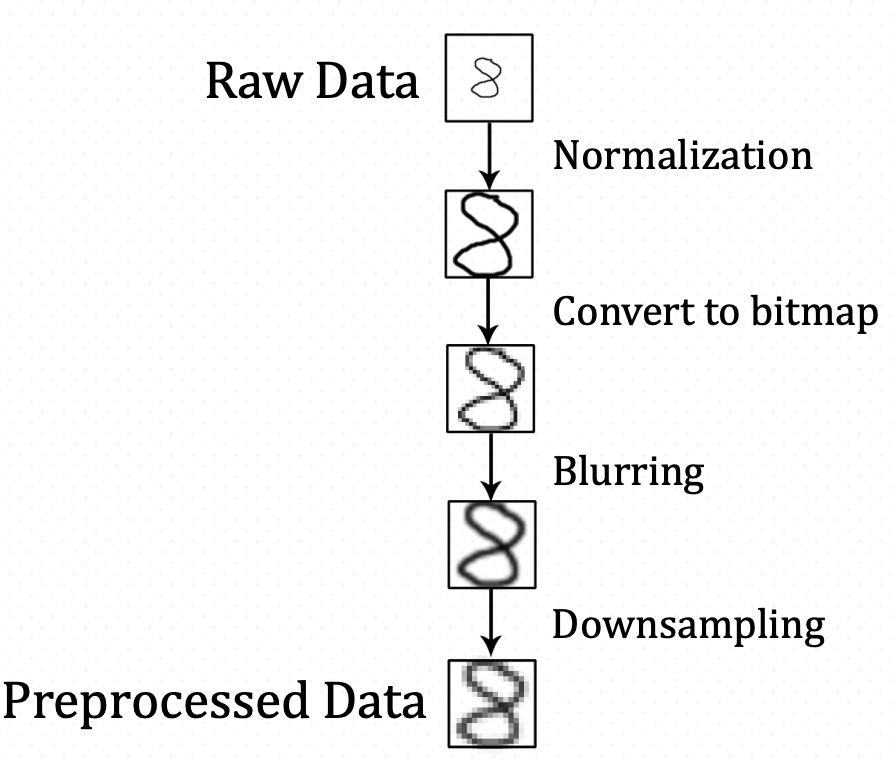 Raw Data
Normalization
Convert to bitmap
Blurring
Downsampling
Preprocessed Data